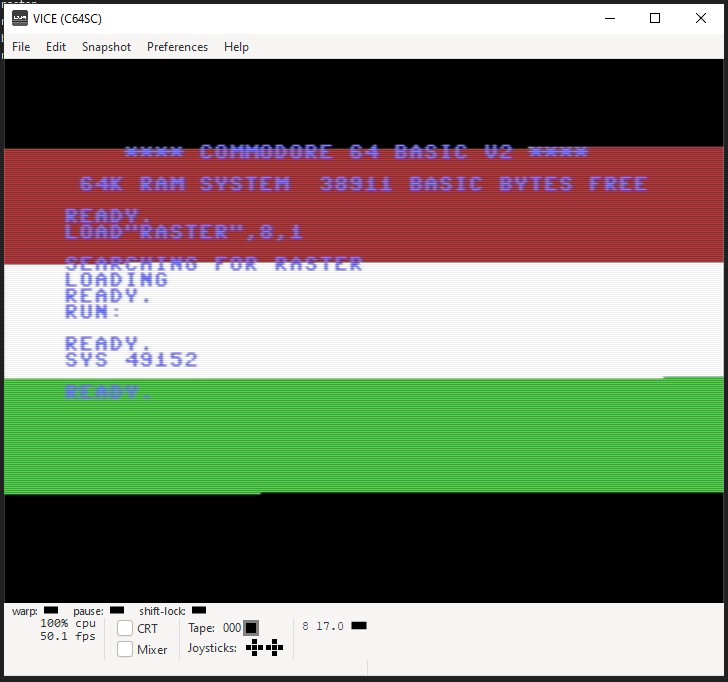 VICE (C64SC)
File Edit Snapshot Preferences Help
**** COMMODORE 64 BASIC V2 ****
64K RAM SYSTEM 38911 BASIC BYTES FREE
READY.
LOAD"RASTER",8,1
SEARCHING FOR RASTER
LOADING
READY.
RUN:
READY.
SYS 49152
READY.
warp: pause: shift-lock:
100% cpu
50.1 fps
CRT
Mixer
Tape: 000
Joysticks:
8 17.0